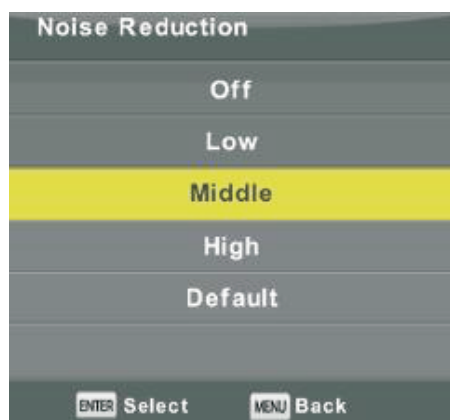 Noise Reduction
Off
Low
Middle
High
Default
ENTER Select MENU Back